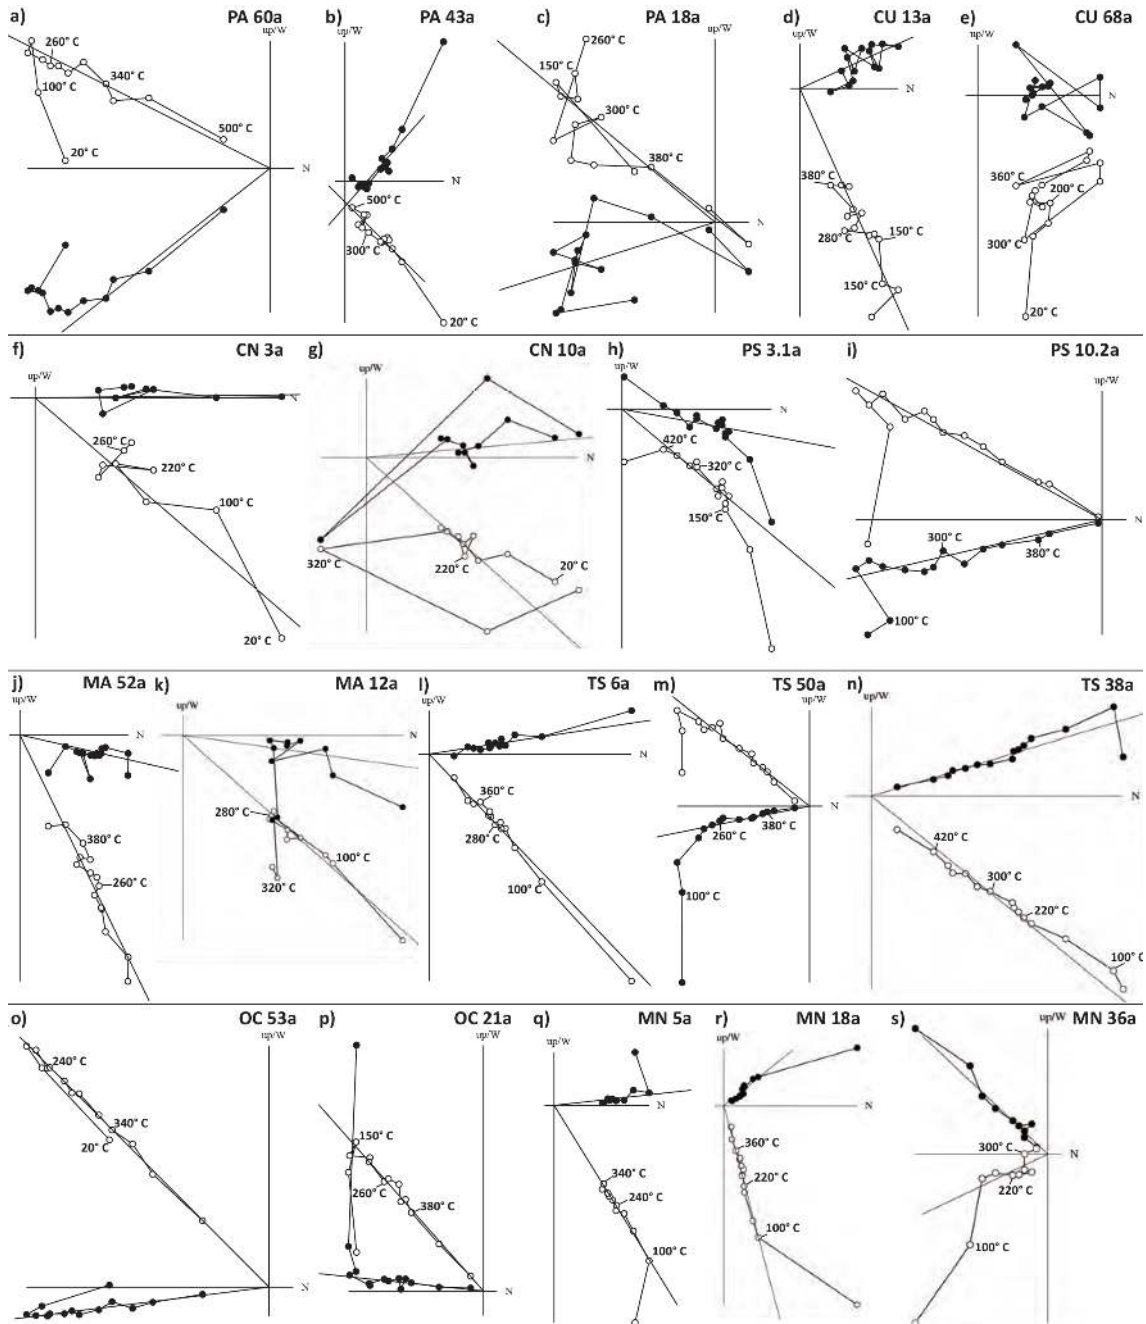 a) PA 60a
up/W
260° C
340° C
100° C
500° C
20° C
N
b) PA 43a
up/W
N
500° C
300° C
20° C
c) PA 18a
260° C
up/W
150° C
300° C
380° C
N
d) CU 13a
up/W
N
380° C
280° C
150° C
150° C
e) CU 68a
up/W
N
360° C
200° C
300° C
20° C
f) CN 3a
up/W
N
260° C
220° C
100° C
20° C
g) CN 10a
up/W
N
320° C
220° C
20° C
h) PS 3.1a
up/W
N
420° C
320° C
150° C
i) PS 10.2a
up/W
N
300° C
380° C
100° C
j) MA 52a
up/W
N
380° C
260° C
k) MA 12a
up/W
N
280° C
100° C
320° C
l) TS 6a
up/W
N
360° C
280° C
100° C
m) TS 50a
up/W
N
260° C
380° C
100° C
n) TS 38a
up/W
N
420° C
300° C
220° C
100° C
o) OC 53a
up/W
240° C
340° C
20° C
N
p) OC 21a
up/W
150° C
260° C
380° C
N
q) MN 5a
up/W
N
340° C
240° C
100° C
r) MN 18a
up/W
N
360° C
220° C
100° C
s) MN 36a
up/W
300° C
N
220° C
100° C